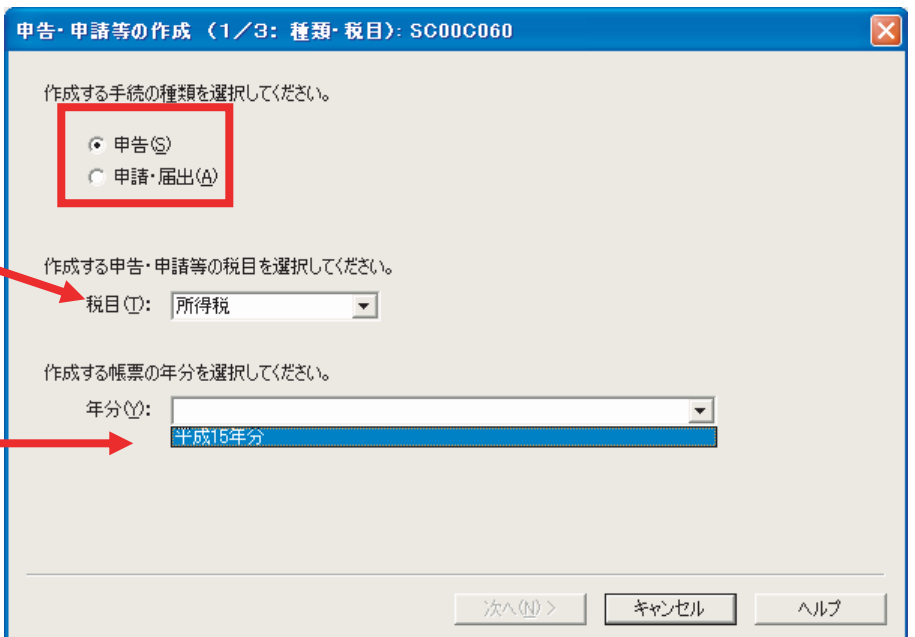 申告・申請等の作成 （1／3：種類・税目）：SC00C060
作成する手続の種類を選択してください。
申告(S)
申請・届出(A)
作成する申告・申請等の税目を選択してください。
税目(T)： 所得税
作成する帳票の年分を選択してください。
年分(Y)：
平成15年分
次へ(N) > キャンセル ヘルプ